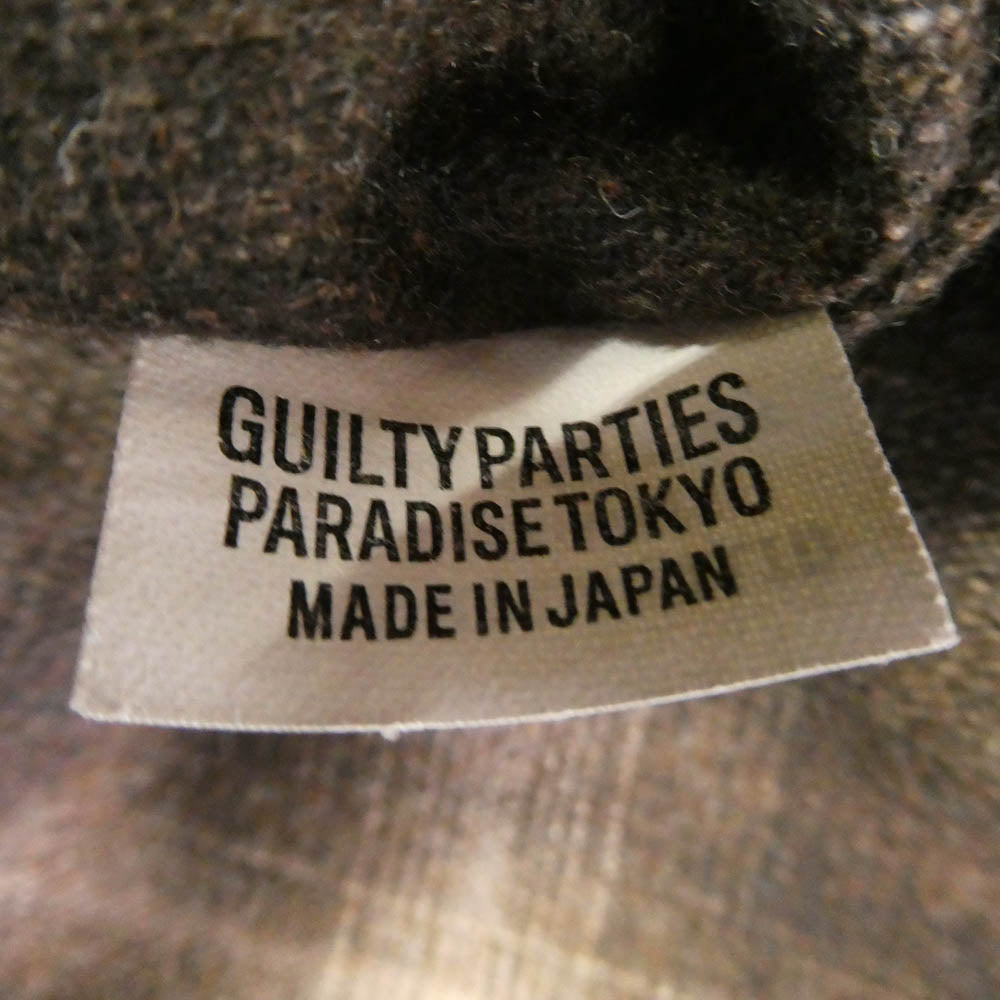 GUILTY PARTIES
PARADISE TOKYO
MADE IN JAPAN